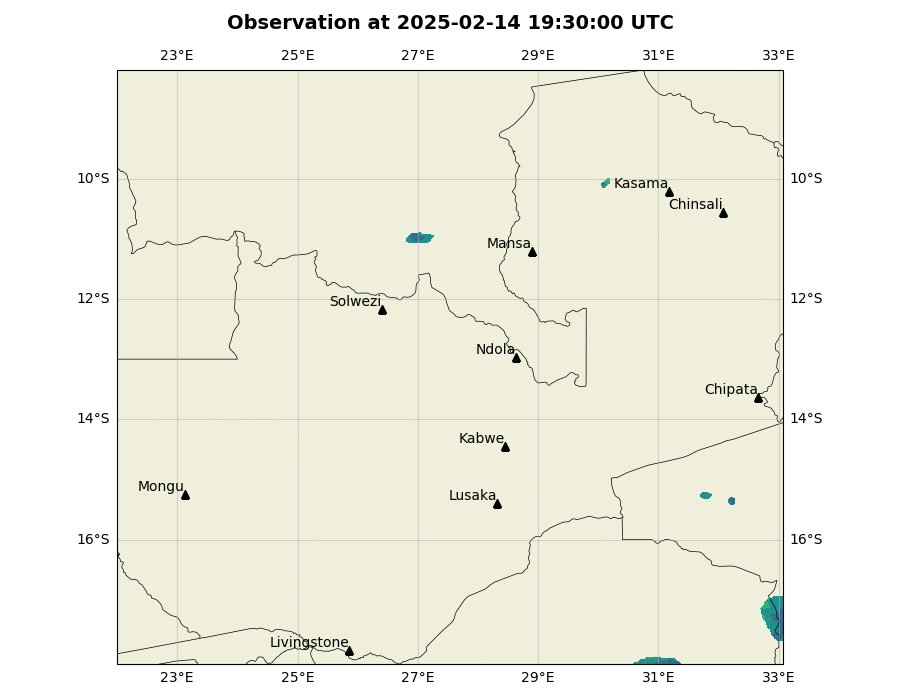 Observation at 2025-02-14 19:30:00 UTC
23°E 25°E 27°E 29°E 31°E 33°E
10°S 10°S
Kasama
Chinsali
Mansa
12°S 12°S
Solwezi
Ndola
Chipata
14°S 14°S
Kabwe
Mongu
Lusaka
16°S 16°S
Livingstone
23°E 25°E 27°E 29°E 31°E 33°E